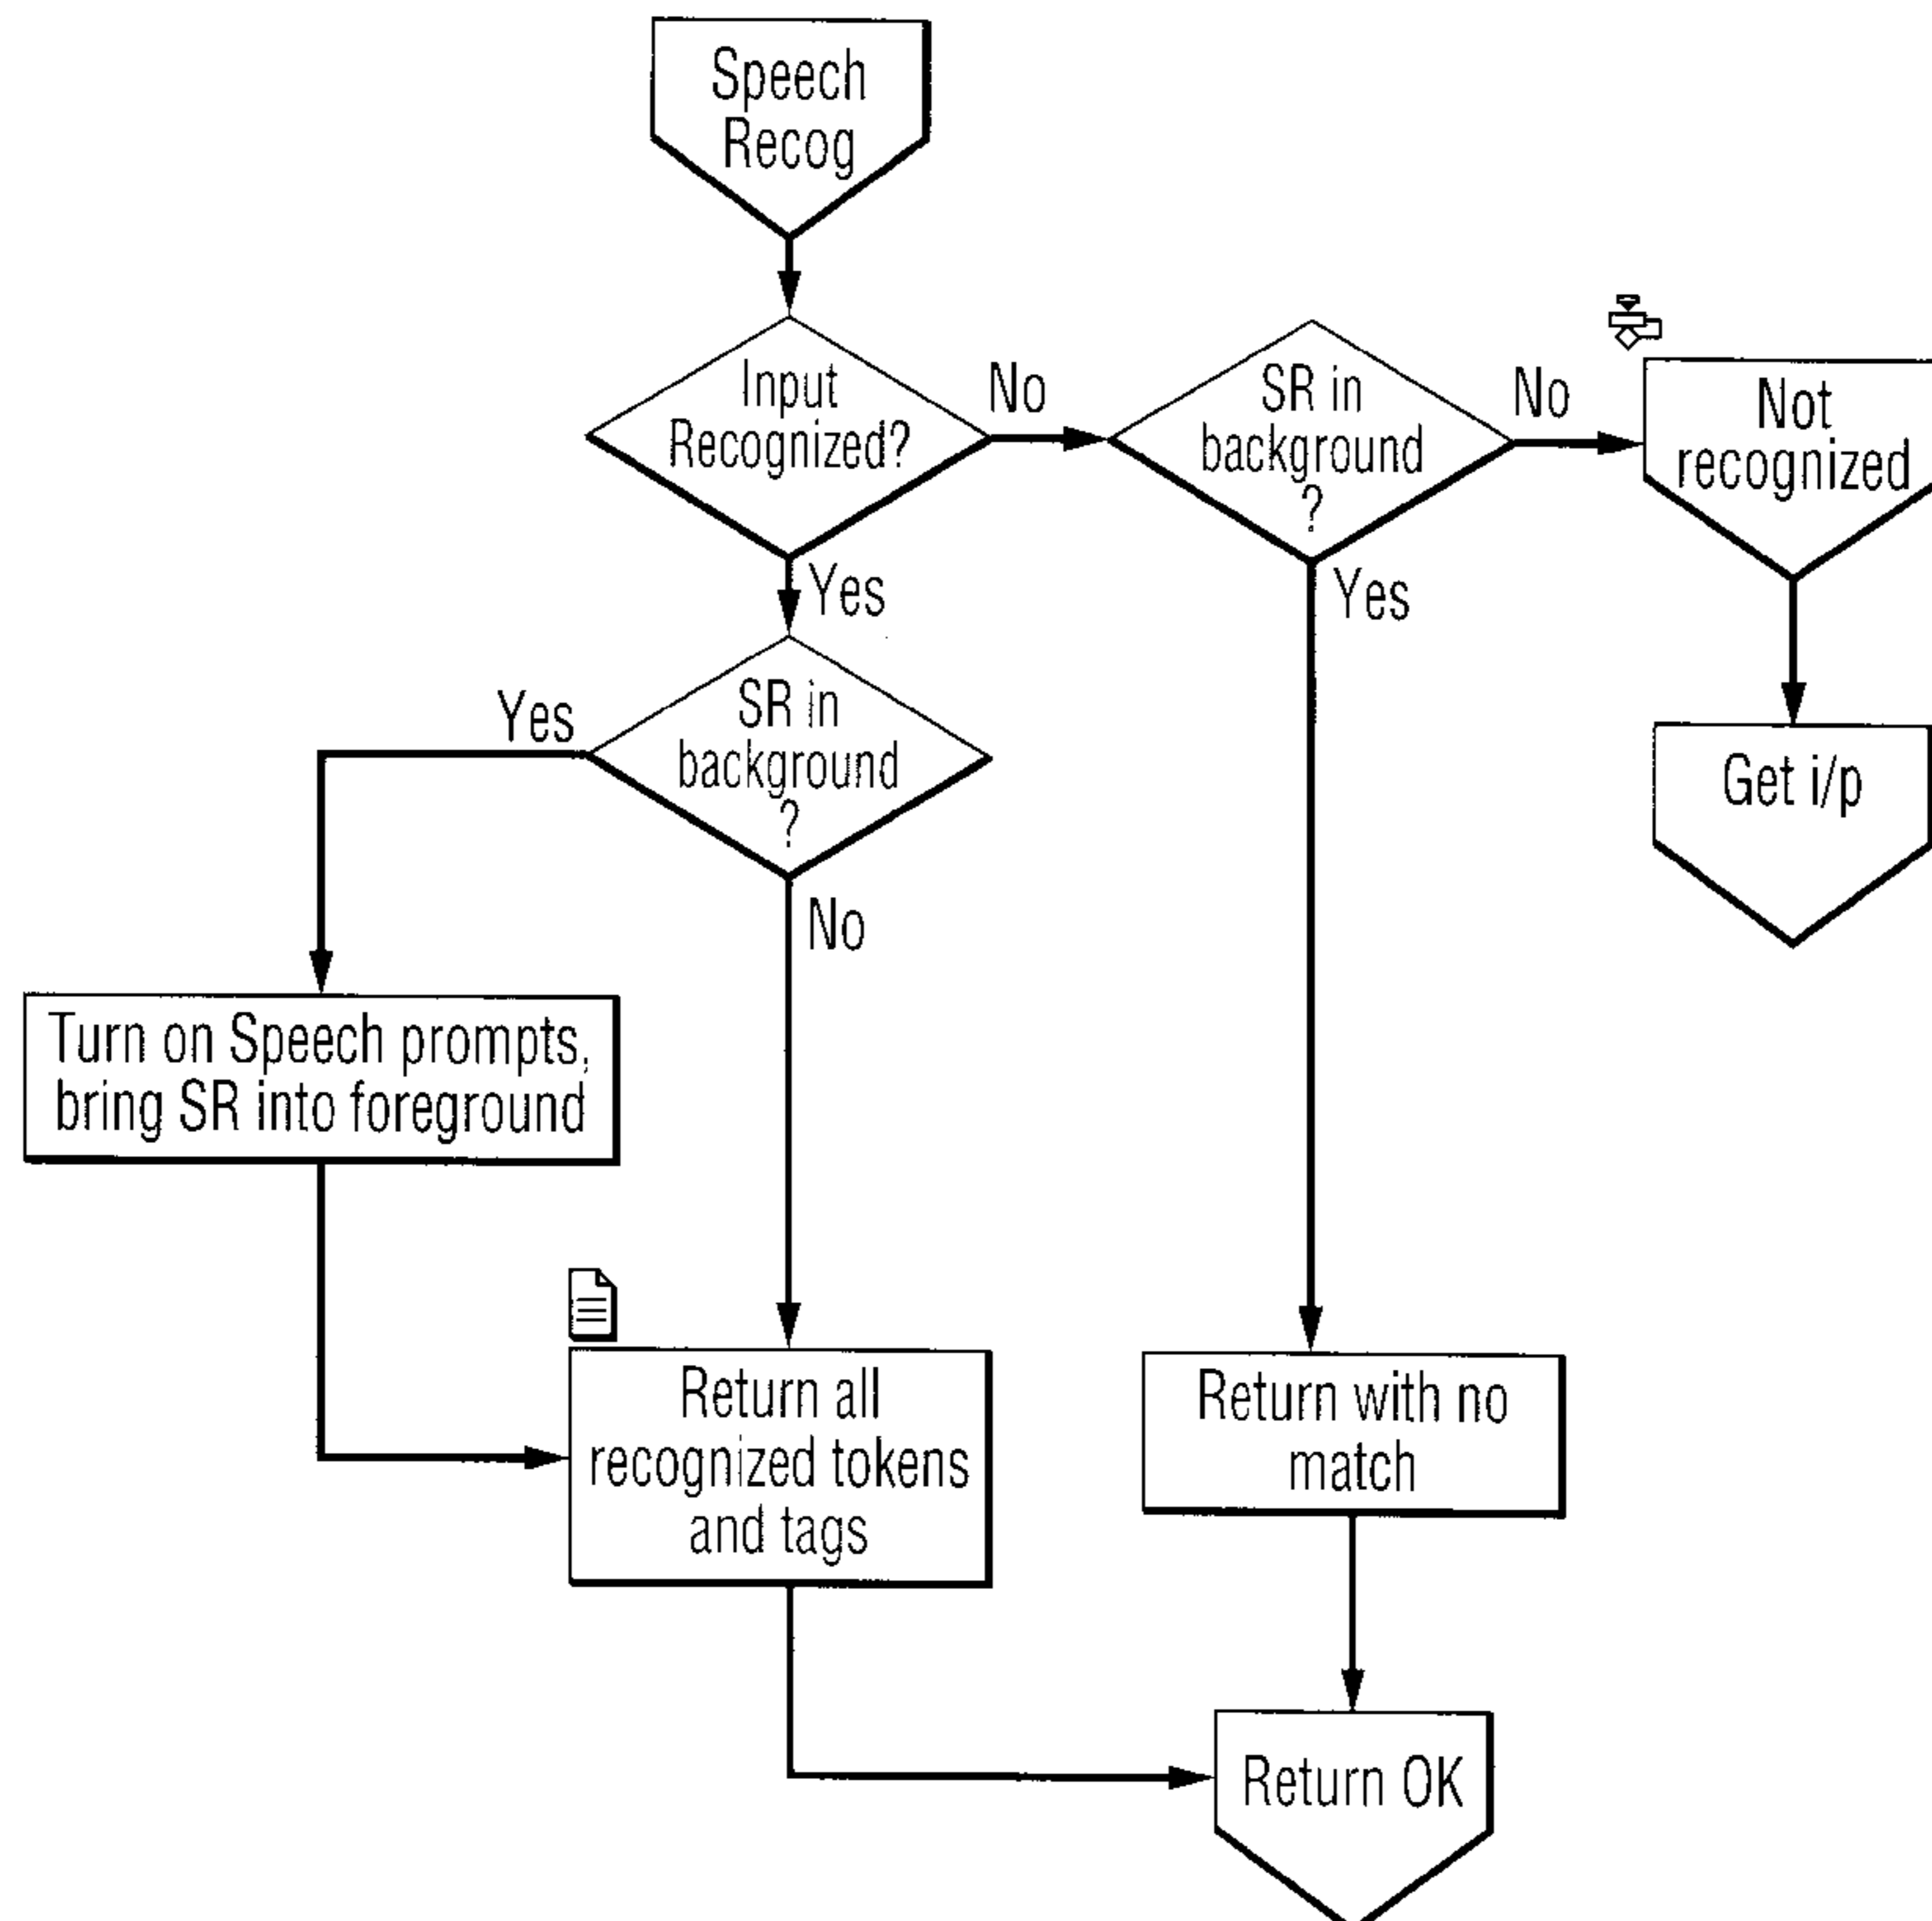 Speech
Recog
Input
Recognized?
No
SR in
background
?
No
Not
recognized
Yes
Yes
Get i/p
Yes
SR in
background
?
No
Turn on Speech prompts,
bring SR into foreground
Return all
recognized tokens
and tags
Return with no
match
Return OK